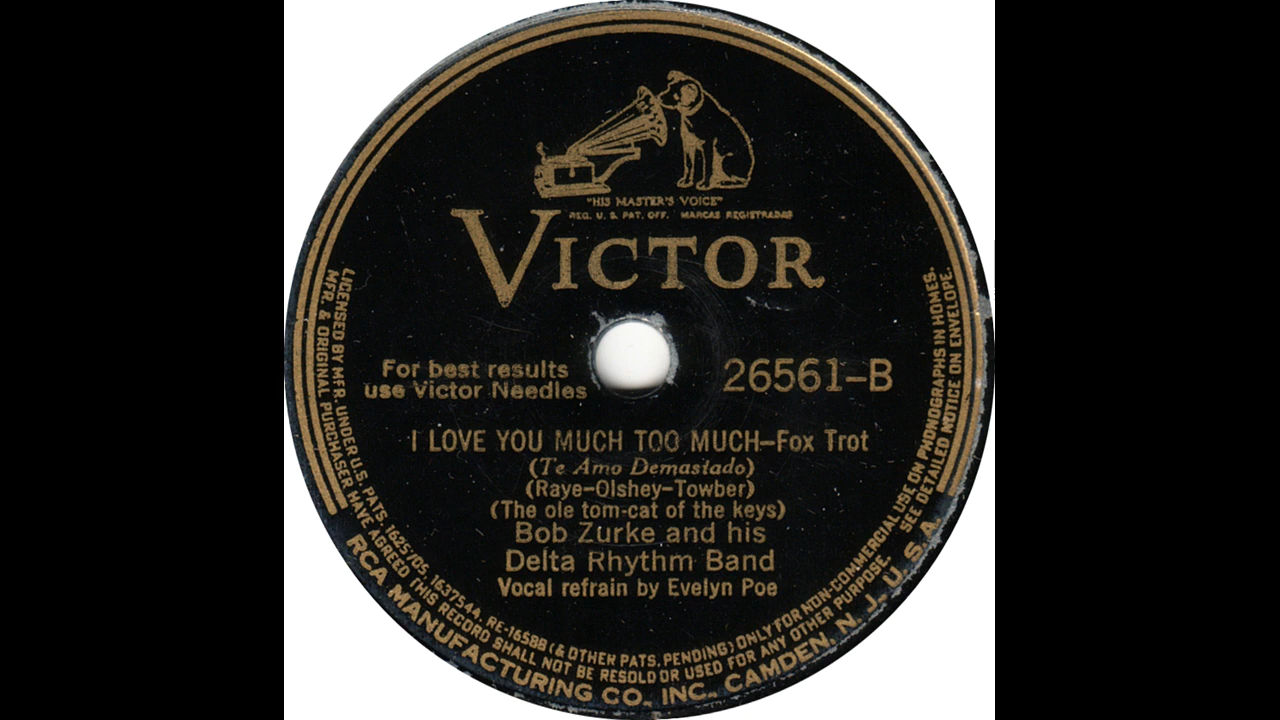 "HIS MASTER'S VOICE"
REG. U. S. PAT. OFF. MARCAS REGISTRADAS
VICTOR
For best results
use Victor Needles
26561-B
I LOVE YOU MUCH TOO MUCH-Fox Trot
(Te Amo Demasiado)
(Raye-Olshey-Towber)
(The ole tom-cat of the keys)
Bob Zurke and his
Delta Rhythm Band
Vocal refrain by Evelyn Poe
LICENSED BY MFR. UNDER U.S. PATS. 1625705, 1637544, RE-16588 (& OTHER PATS. PENDING) ONLY FOR NON-COMMERCIAL USE ON PHONOGRAPHS IN HOMES.
MFR. & ORIGINAL PURCHASER HAVE AGREED THIS RECORD SHALL NOT BE RESOLD OR USED FOR ANY OTHER PURPOSE. SEE DETAILED NOTICE ON ENVELOPE.
RCA MANUFACTURING CO. INC., CAMDEN, N. J., U. S. A.